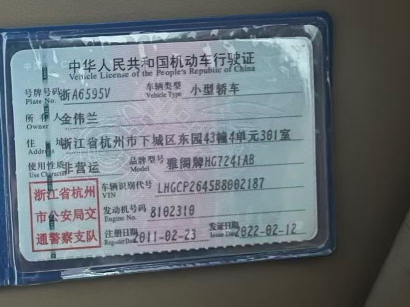 中华人民共和国机动车行驶证
Vehicle License of the People's Republic of China
号牌号码 浙A6595V 车辆类型 小型轿车
Plate No. Vehicle Type
所有人 金伟兰
Owner
住址 浙江省杭州市下城区东园43幢4单元301室
Address
使用性质 非营运 品牌型号 雅阁牌HG7241AB
Use Character Model
浙江省杭州市公安局交通警察支队
车辆识别代号 LHGCP2645B8002187
VIN
发动机号码 8102310
Engine No.
注册日期 2011-02-23 发证日期 2022-02-12
Register Date Issue Date